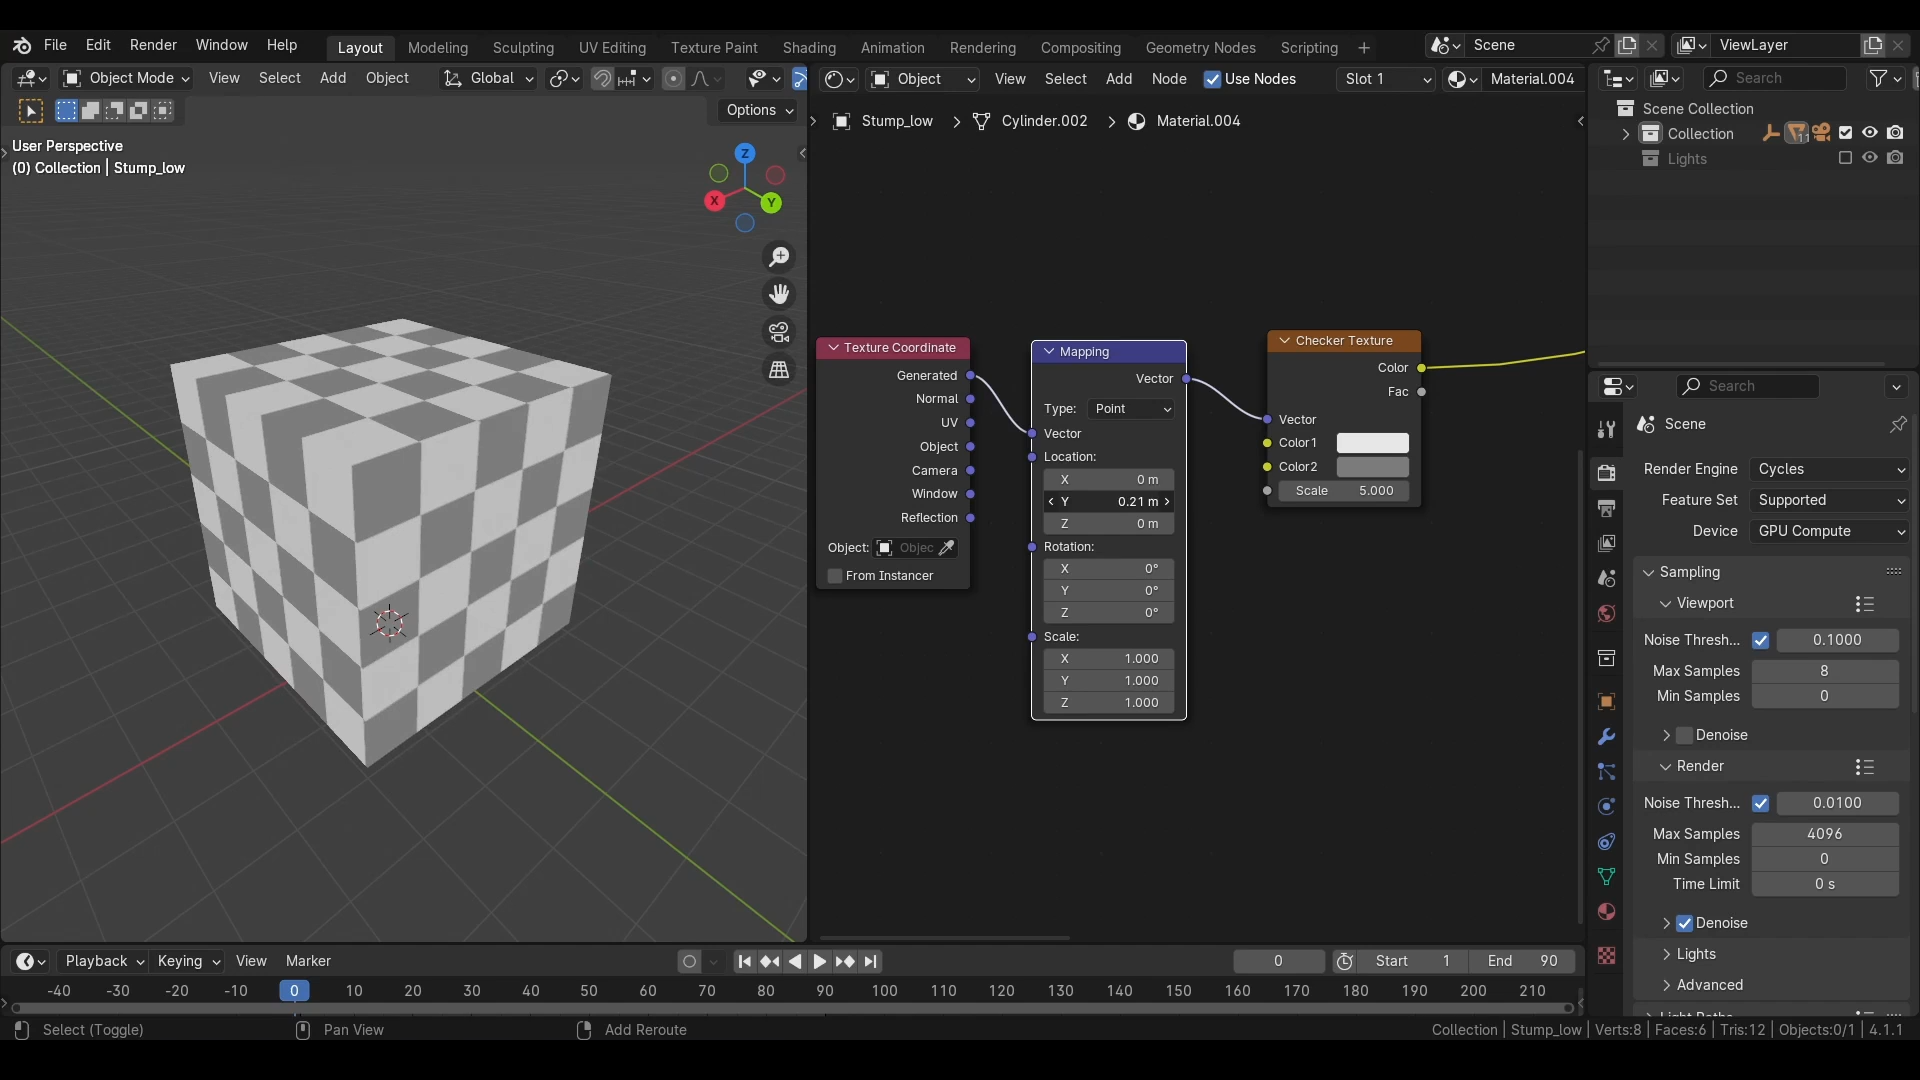 File Edit Render Window Help Layout Modeling Sculpting UV Editing Texture Paint Shading Animation Rendering Compositing Geometry Nodes Scripting + Scene ViewLayer
Object Mode View Select Add Object Global
Object View Select Add Node Use Nodes Slot 1 Material.004
Search
Options
User Perspective
(0) Collection | Stump_low
Z
X
Y
Stump_low > Cylinder.002 > Material.004
Scene Collection
Collection
11
Lights
Texture Coordinate
Generated
Normal
UV
Object
Camera
Window
Reflection
Object: Objec
From Instancer
Mapping
Vector
Type: Point
Vector
Location:
X 0 m
Y 0.21 m
Z 0 m
Rotation:
X 0°
Y 0°
Z 0°
Scale:
X 1.000
Y 1.000
Z 1.000
Checker Texture
Color
Fac
Vector
Color1
Color2
Scale 5.000
Search
Scene
Render Engine Cycles
Feature Set Supported
Device GPU Compute
Sampling
Viewport
Noise Thresh... 0.1000
Max Samples 8
Min Samples 0
Denoise
Render
Noise Thresh... 0.0100
Max Samples 4096
Min Samples 0
Time Limit 0 s
Denoise
Lights
Advanced
Playback Keying View Marker 0 Start 1 End 90
-40 -30 -20 -10 0 10 20 30 40 50 60 70 80 90 100 110 120 130 140 150 160 170 180 190 200 210
Select (Toggle) Pan View Add Reroute Collection | Stump_low | Verts:8 | Faces:6 | Tris:12 | Objects:0/1 | 4.1.1